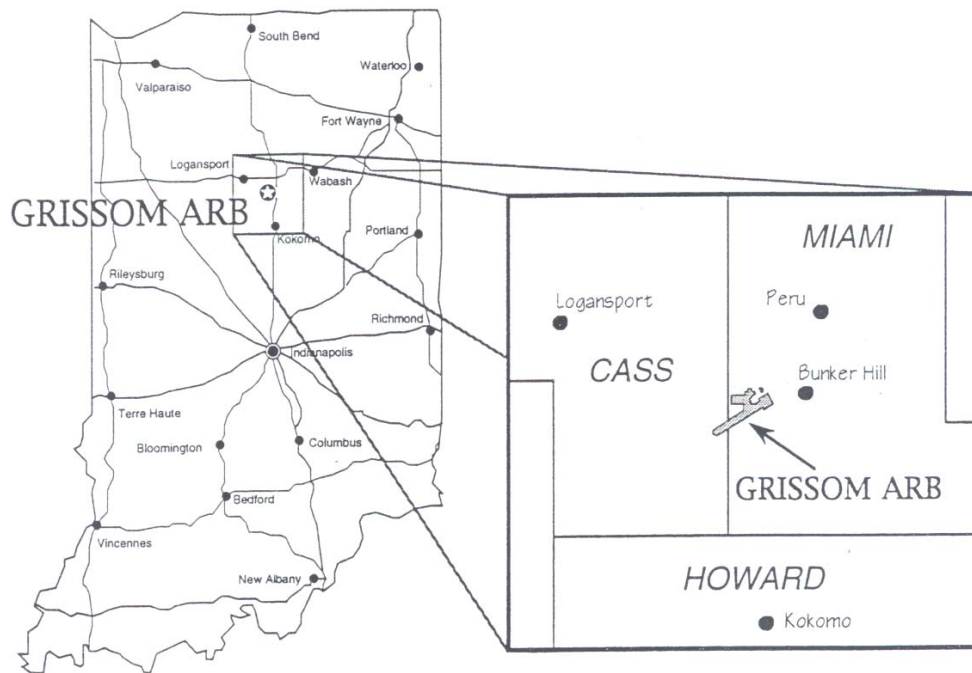 South Bend
Waterloo
Valparaiso
Fort Wayne
Logansport
Wabash
GRISSOM ARB
Kokomo
Portland
Rileysburg
Richmond
Indianapolis
Terre Haute
Bloomington
Columbus
Bedford
Vincennes
New Albany
MIAMI
Logansport
Peru
CASS
Bunker Hill
GRISSOM ARB
HOWARD
Kokomo